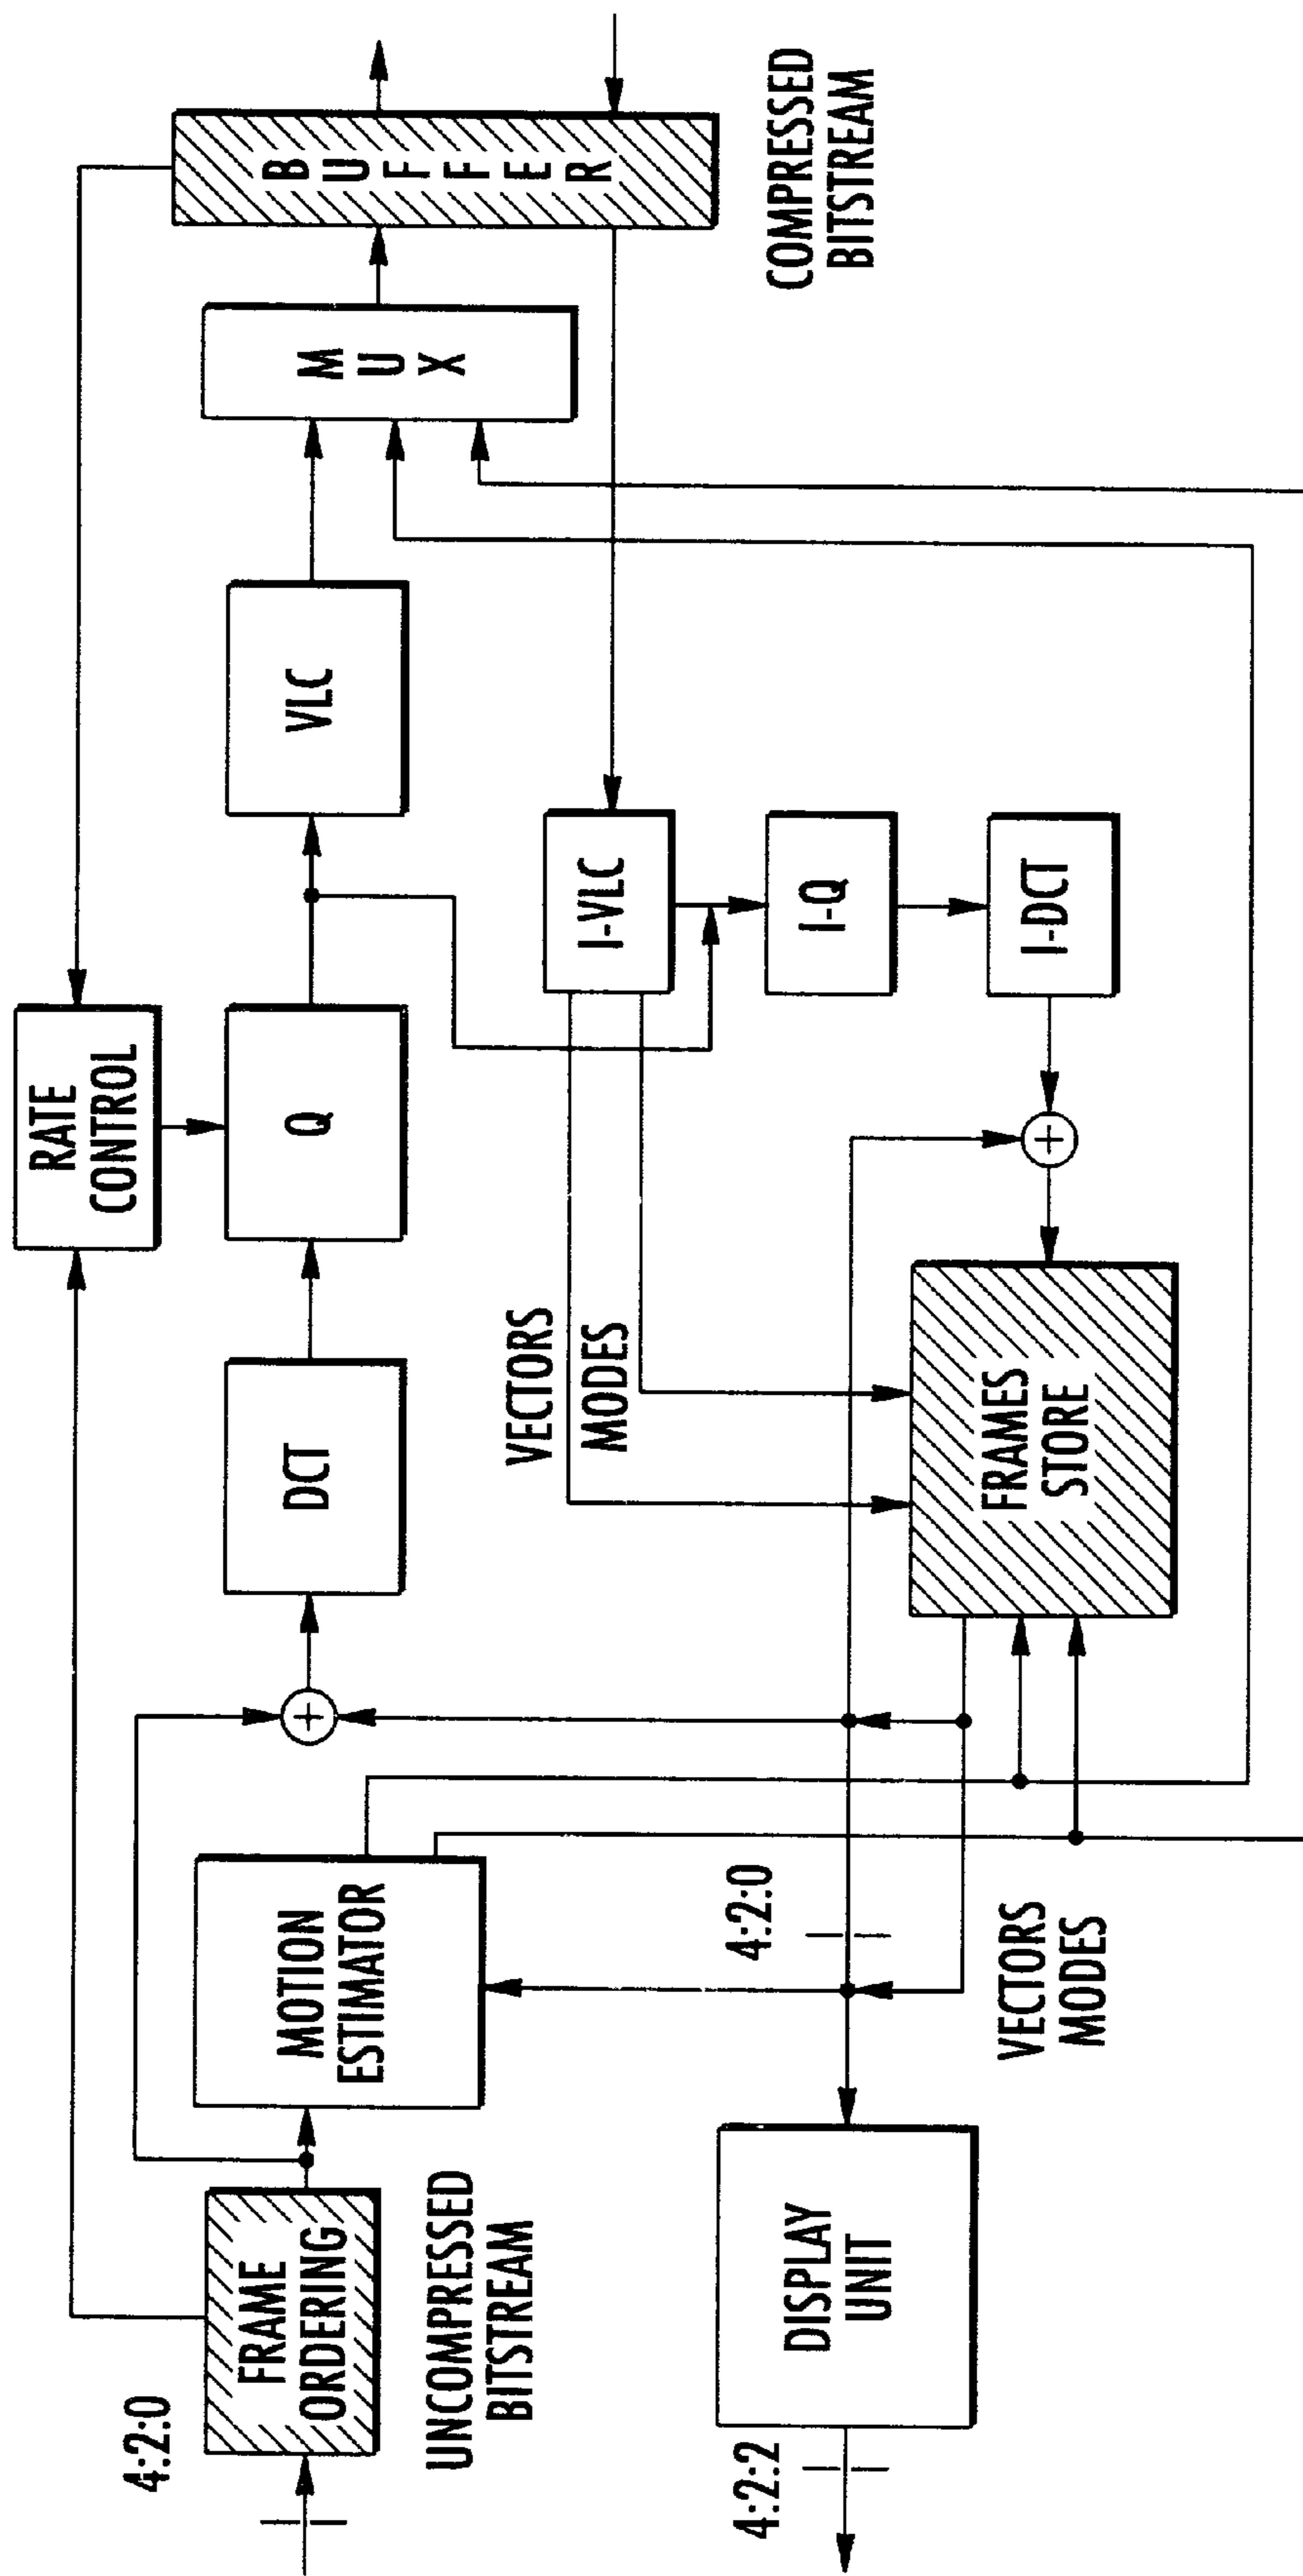 4:2:0
FRAME
ORDERING
UNCOMPRESSED
BITSTREAM
MOTION
ESTIMATOR
+
DCT
RATE
CONTROL
Q
VLC
M
U
X
B
U
F
F
E
R
COMPRESSED
BITSTREAM
VECTORS
MODES
I-VLC
I-Q
I-DCT
+
FRAMES
STORE
4:2:0
VECTORS
MODES
DISPLAY
UNIT
4:2:2